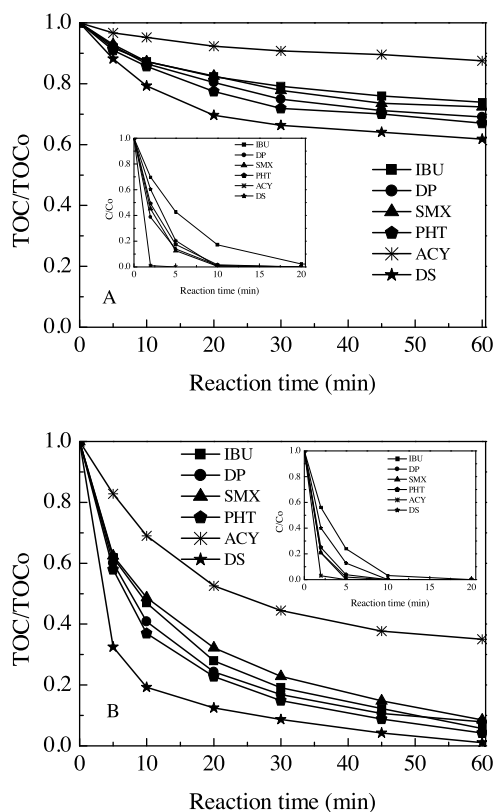 1.0
0.8
0.6
0.4
0.2
0.0
TOC/TOCo
1.0
0.8
0.6
0.4
0.2
0.0
C/Co
IBU
DP
SMX
PHT
ACY
DS
0 5 10 15 20
Reaction time (min)
IBU
DP
SMX
PHT
ACY
DS
A
0 10 20 30 40 50 60
Reaction time (min)
1.0
0.8
0.6
0.4
0.2
0.0
TOC/TOCo
IBU
DP
SMX
PHT
ACY
DS
1.0
0.8
0.6
0.4
0.2
0.0
C/Co
IBU
DP
SMX
PHT
ACY
DS
0 5 10 15 20
Reaction time (min)
B
0 10 20 30 40 50 60
Reaction time (min)